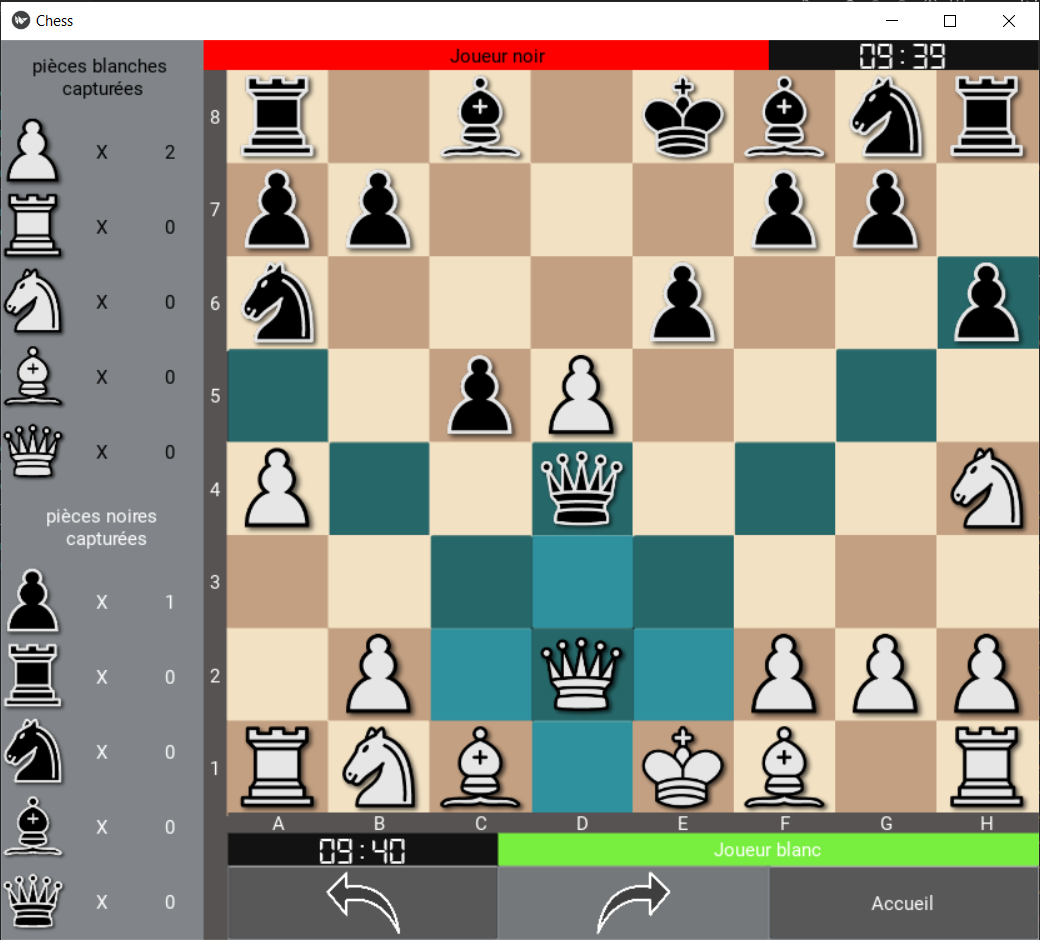 Chess
pièces blanches
capturées
X 2
X 0
X 0
X 0
X 0
pièces noires
capturées
X 1
X 0
X 0
X 0
X 0
Joueur noir
09:39
8
7
6
5
4
3
2
1
A B C D E F G H
09:40
Joueur blanc
Accueil